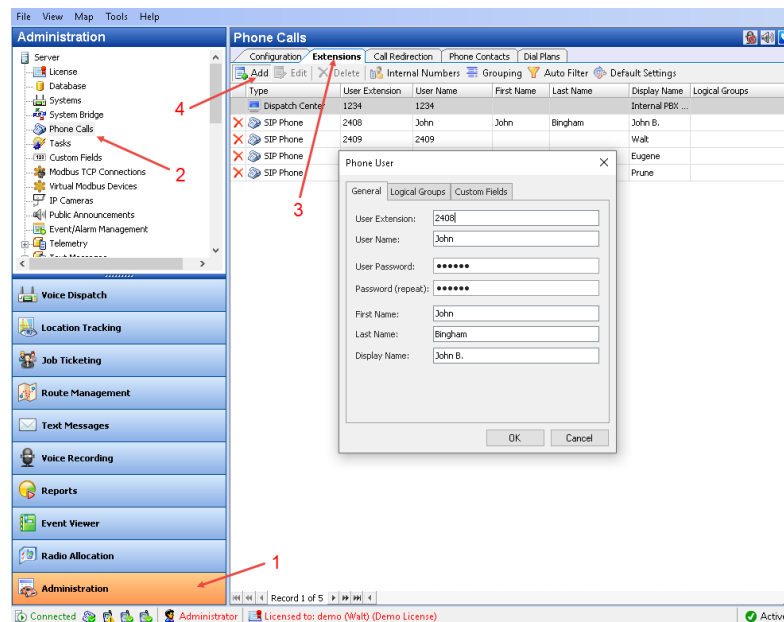 File View Map Tools Help
Administration
Server
License
Database
Systems
System Bridge
Phone Calls
Tasks
Custom Fields
Modbus TCP Connections
Virtual Modbus Devices
IP Cameras
Public Announcements
Event/Alarm Management
Telemetry
Voice Dispatch
Location Tracking
Job Ticketing
Route Management
Text Messages
Voice Recording
Reports
Event Viewer
Radio Allocation
Administration
Phone Calls
Configuration Extensions Call Redirection Phone Contacts Dial Plans
Add Edit Delete Internal Numbers Grouping Auto Filter Default Settings
Type User Extension User Name First Name Last Name Display Name Logical Groups
Dispatch Center 1234 1234 Internal PBX ...
SIP Phone 2408 John John Bingham John B.
SIP Phone 2409 2409 Walt
SIP Phone Eugene
SIP Phone Prune
4
2
3
1
Phone User
General Logical Groups Custom Fields
User Extension: 2408
User Name: John
User Password: ●●●●●●
Password (repeat): ●●●●●●
First Name: John
Last Name: Bingham
Display Name: John B.
OK Cancel
Record 1 of 5
Connected Administrator Licensed to: demo (Walt) (Demo License) Active